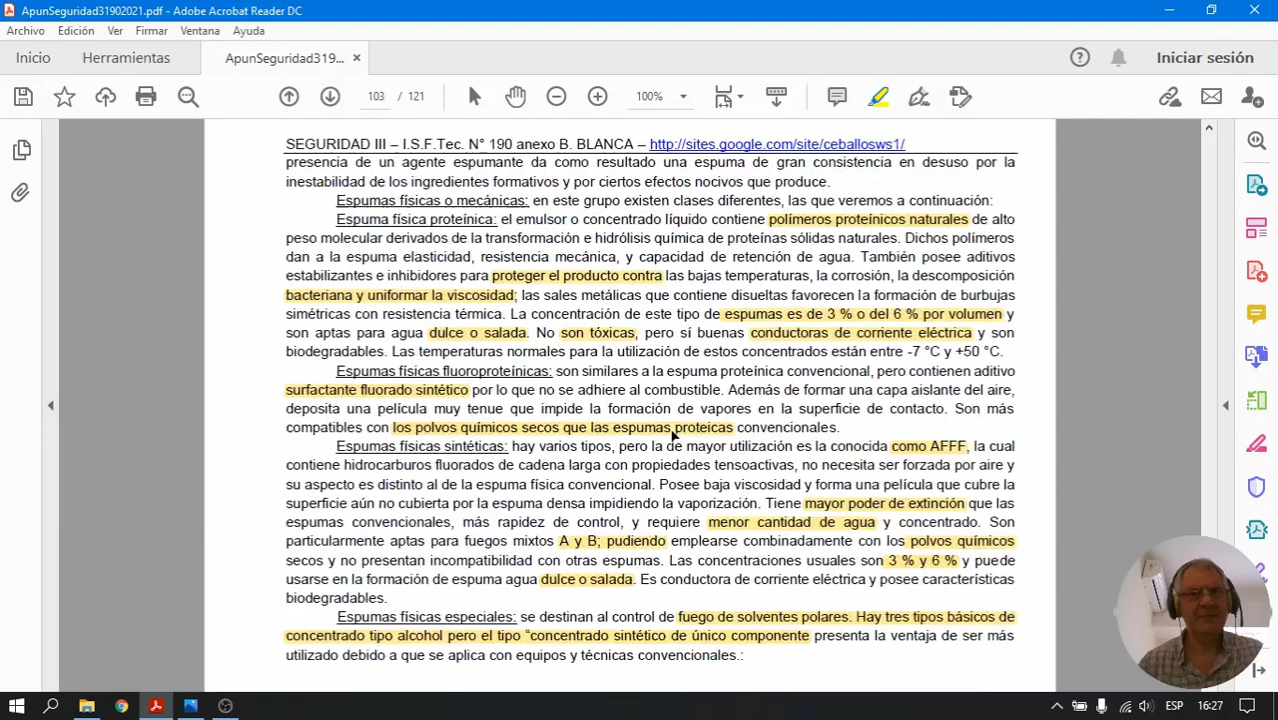 ApunSeguridad31902021.pdf - Adobe Acrobat Reader DC
Archivo Edición Ver Firmar Ventana Ayuda
Inicio Herramientas ApunSeguridad319... × Iniciar sesión
103 / 121 100%
SEGURIDAD III – I.S.F.Tec. N° 190 anexo B. BLANCA – http://sites.google.com/site/ceballosws1/
presencia de un agente espumante da como resultado una espuma de gran consistencia en desuso por la
inestabilidad de los ingredientes formativos y por ciertos efectos nocivos que produce.
Espumas físicas o mecánicas: en este grupo existen clases diferentes, las que veremos a continuación:
Espuma física proteínica: el emulsor o concentrado líquido contiene polímeros proteínicos naturales de alto
peso molecular derivados de la transformación e hidrólisis química de proteínas sólidas naturales. Dichos polímeros
dan a la espuma elasticidad, resistencia mecánica, y capacidad de retención de agua. También posee aditivos
estabilizantes e inhibidores para proteger el producto contra las bajas temperaturas, la corrosión, la descomposición
bacteriana y uniformar la viscosidad; las sales metálicas que contiene disueltas favorecen la formación de burbujas
simétricas con resistencia térmica. La concentración de este tipo de espumas es de 3 % o del 6 % por volumen y
son aptas para agua dulce o salada. No son tóxicas, pero sí buenas conductoras de corriente eléctrica y son
biodegradables. Las temperaturas normales para la utilización de estos concentrados están entre -7 °C y +50 °C.
Espumas físicas fluoroproteínicas: son similares a la espuma proteínica convencional, pero contienen aditivo
surfactante fluorado sintético por lo que no se adhiere al combustible. Además de formar una capa aislante del aire,
deposita una película muy tenue que impide la formación de vapores en la superficie de contacto. Son más
compatibles con los polvos químicos secos que las espumas proteicas convencionales.
Espumas físicas sintéticas: hay varios tipos, pero la de mayor utilización es la conocida como AFFF, la cual
contiene hidrocarburos fluorados de cadena larga con propiedades tensoactivas, no necesita ser forzada por aire y
su aspecto es distinto al de la espuma física convencional. Posee baja viscosidad y forma una película que cubre la
superficie aún no cubierta por la espuma densa impidiendo la vaporización. Tiene mayor poder de extinción que las
espumas convencionales, más rapidez de control, y requiere menor cantidad de agua y concentrado. Son
particularmente aptas para fuegos mixtos A y B; pudiendo emplearse combinadamente con los polvos químicos
secos y no presentan incompatibilidad con otras espumas. Las concentraciones usuales son 3 % y 6 % y puede
usarse en la formación de espuma agua dulce o salada. Es conductora de corriente eléctrica y posee características
biodegradables.
Espumas físicas especiales: se destinan al control de fuego de solventes polares. Hay tres tipos básicos de
concentrado tipo alcohol pero el tipo “concentrado sintético de único componente presenta la ventaja de ser más
utilizado debido a que se aplica con equipos y técnicas convencionales.:
ESP 16:27